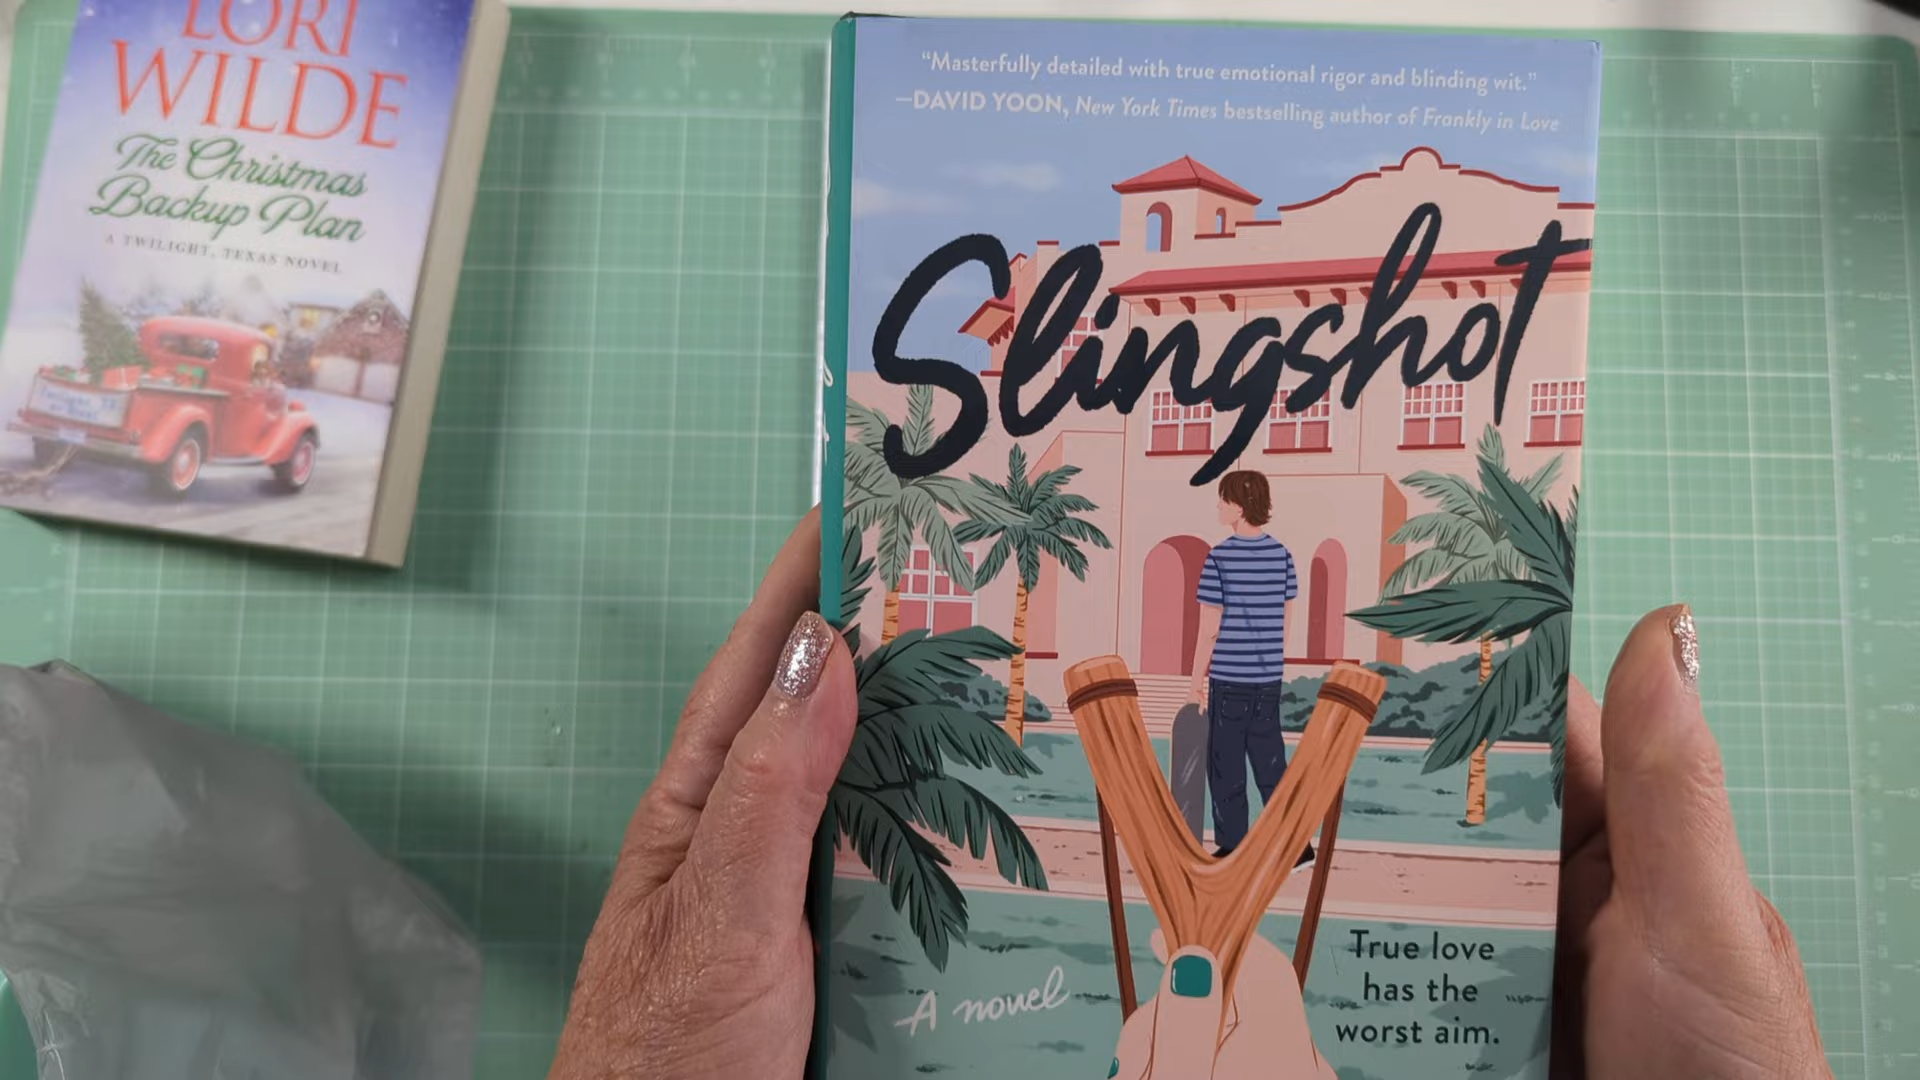 LORI
WILDE
The Christmas
Backup Plan
A TWILIGHT, TEXAS NOVEL
“Masterfully detailed with true emotional rigor and blinding wit.”
—DAVID YOON, New York Times bestselling author of Frankly in Love
Slingshot
A novel
True love
has the
worst aim.